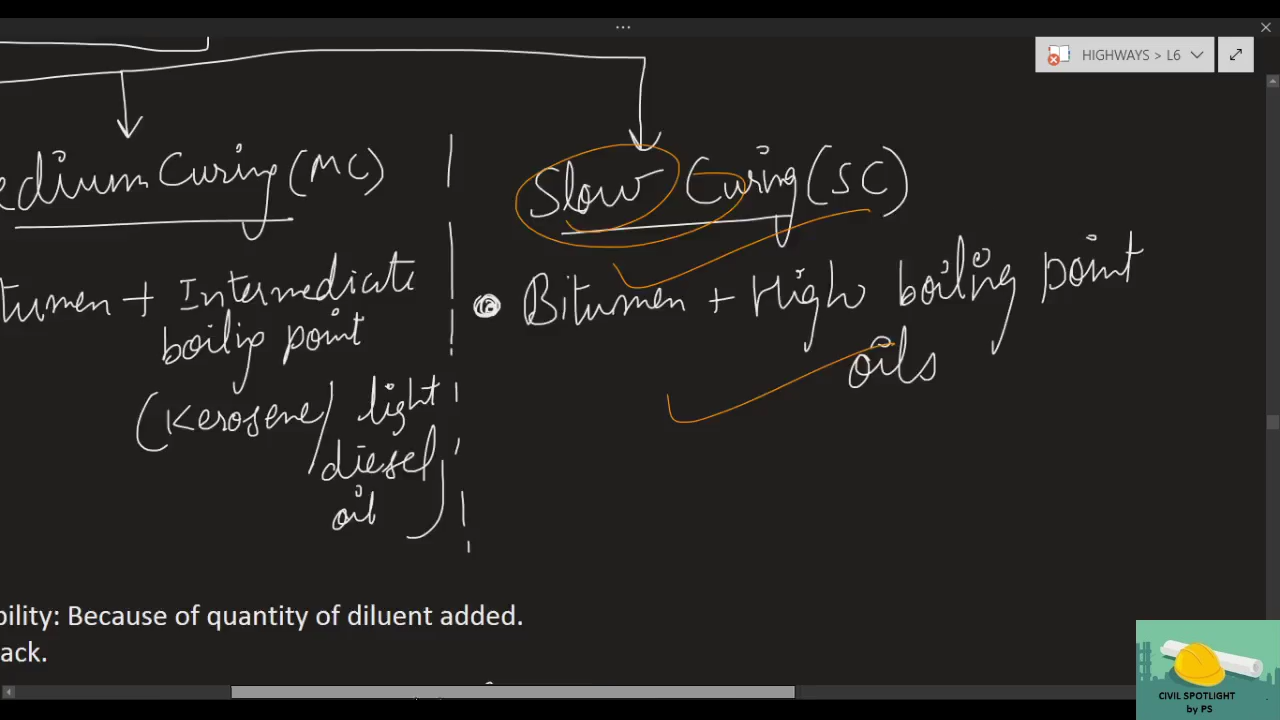 HIGHWAYS > L6
edium Curing (MC)
Slow Curing (SC)
tumen + Intermediate
boiling point
(Kerosene/ light
diesel
oil)
Bitumen + High boiling point
oils
bility: Because of quantity of diluent added.
ack.
CIVIL SPOTLIGHT
by PS